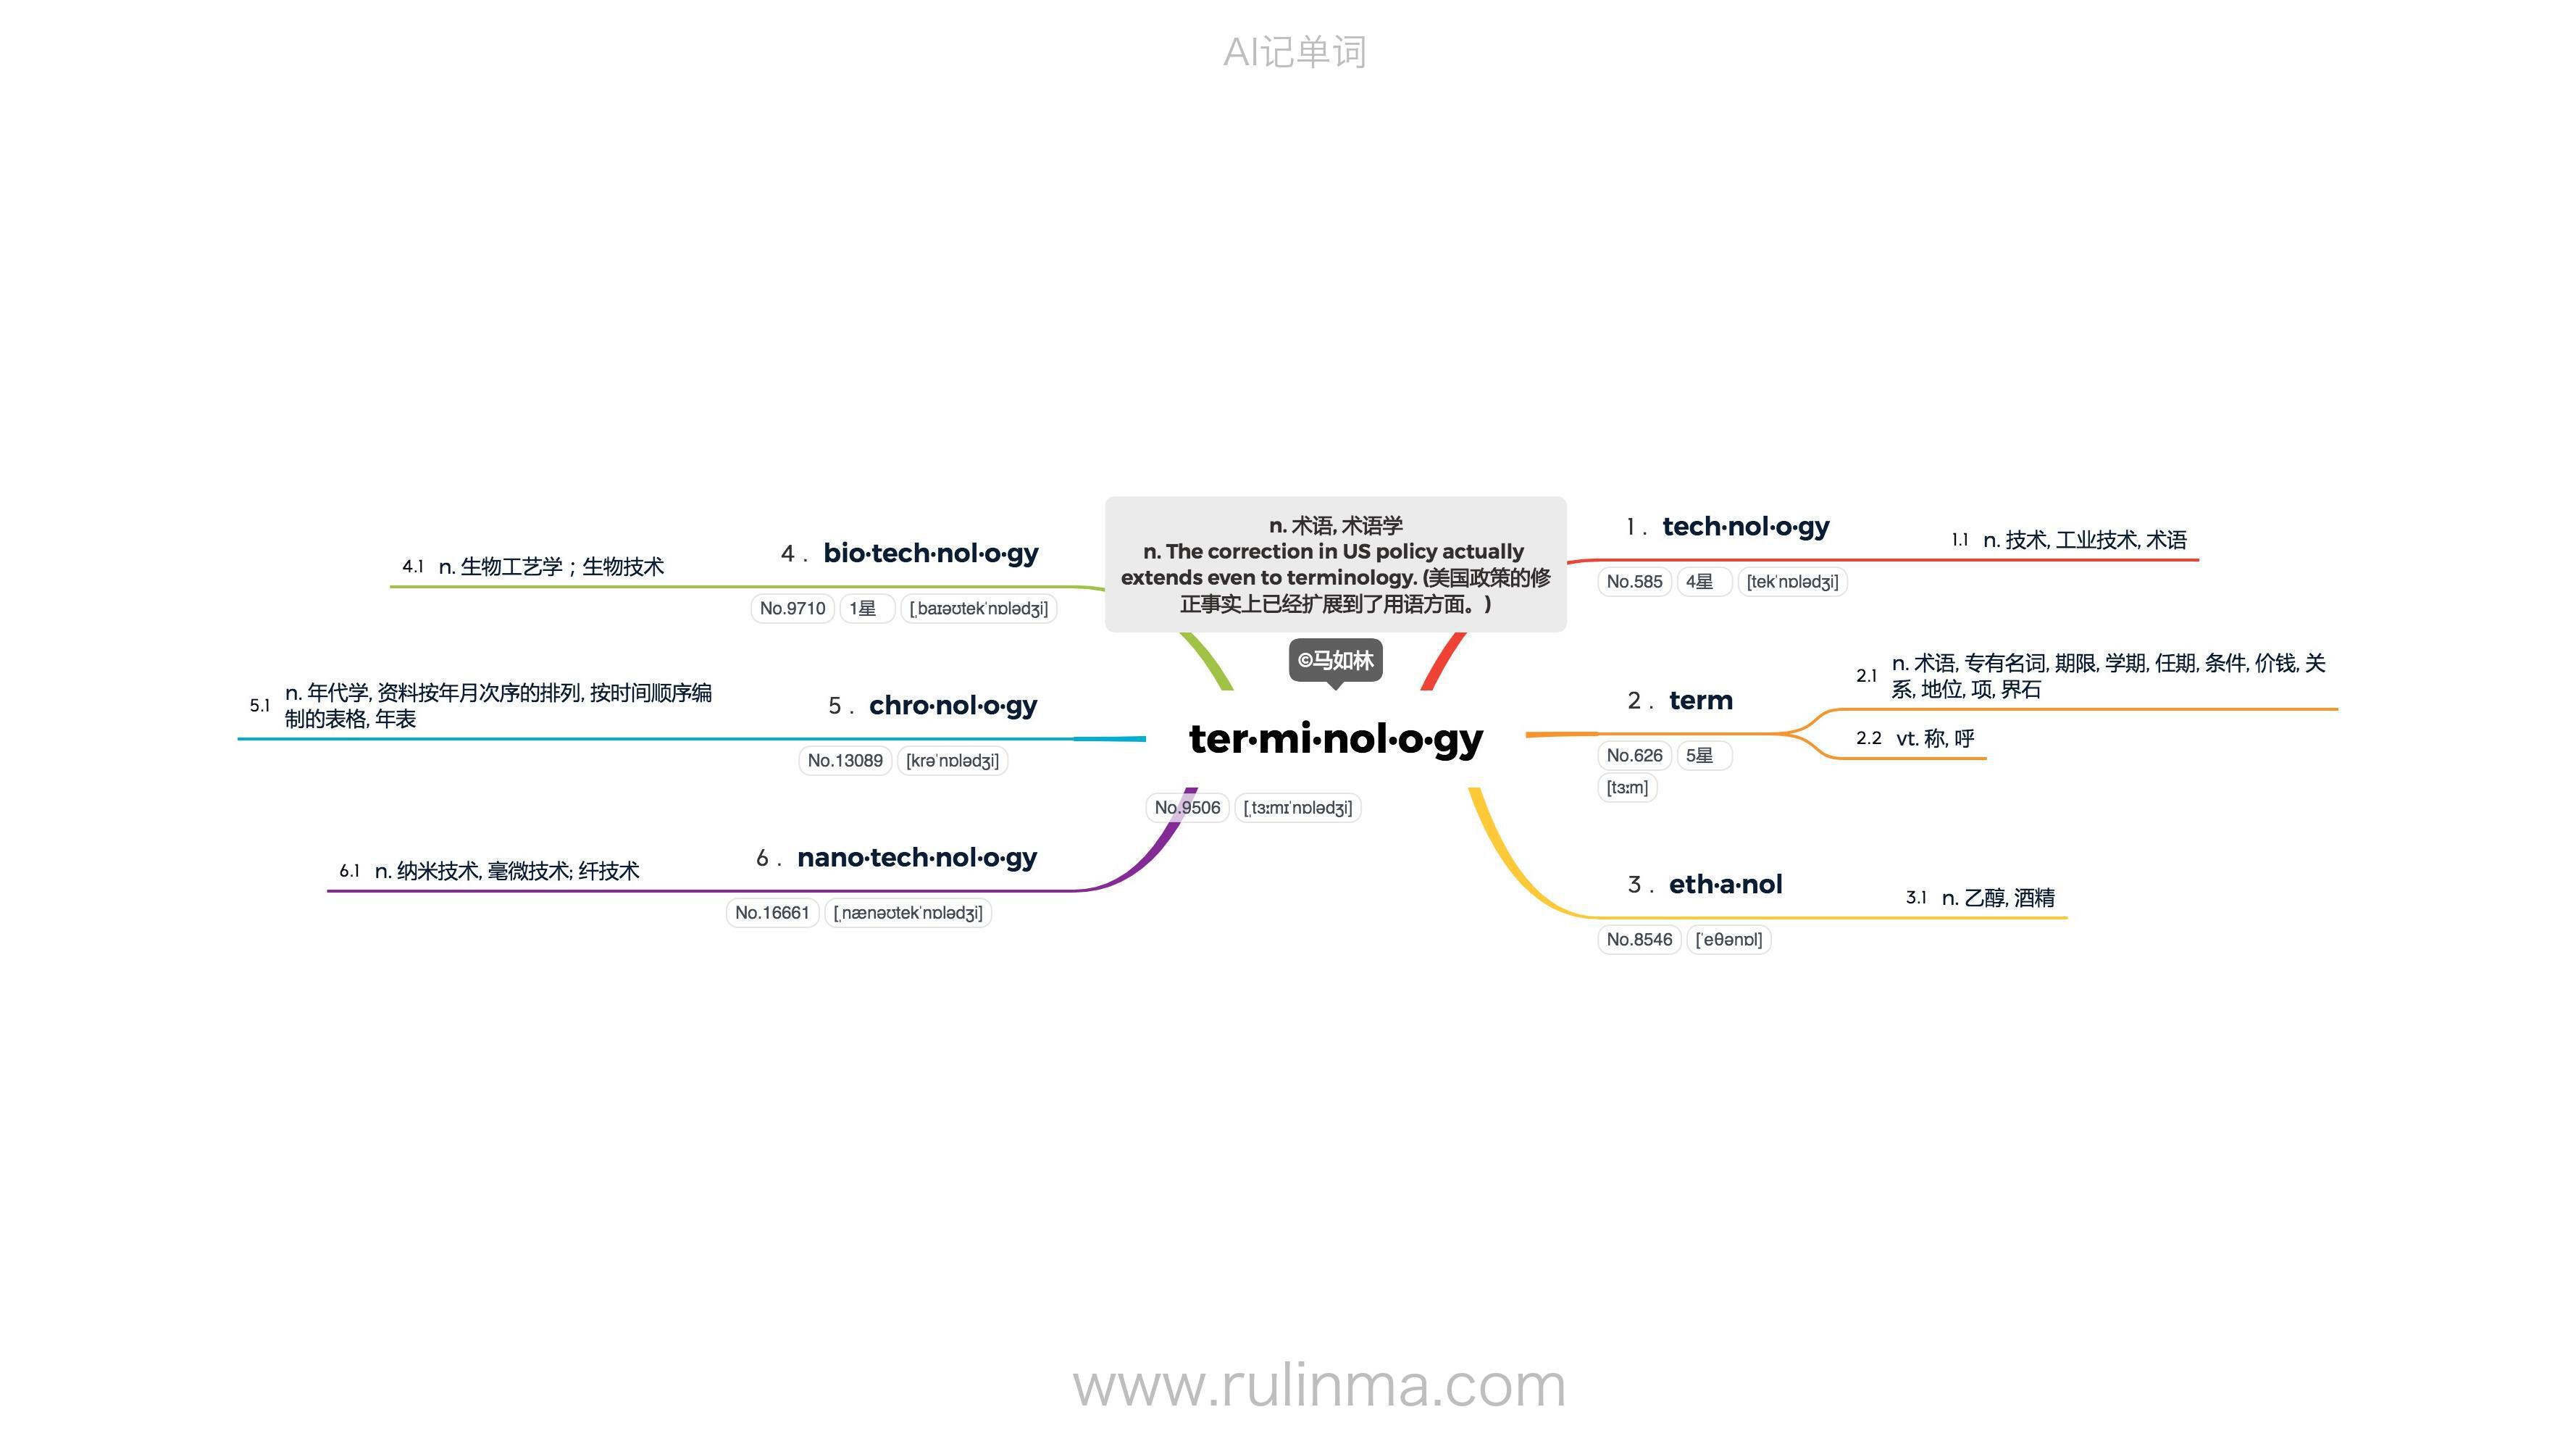 AI记单词
n. 术语, 术语学
n. The correction in US policy actually
extends even to terminology. (美国政策的修
正事实上已经扩展到了用语方面。)
©马如林
ter·mi·nol·o·gy
No.9506 [ˌtɜːmɪˈnɒlədʒi]
1 . tech·nol·o·gy
No.585 4星 [tekˈnɒlədʒi]
1.1 n. 技术, 工业技术, 术语
2 . term
No.626 5星
[tɜːm]
2.1 n. 术语, 专有名词, 期限, 学期, 任期, 条件, 价钱, 关
系, 地位, 项, 界石
2.2 vt. 称, 呼
3 . eth·a·nol
No.8546 [ˈeθənɒl]
3.1 n. 乙醇, 酒精
4 . bio·tech·nol·o·gy
No.9710 1星 [ˌbaɪəʊtekˈnɒlədʒi]
4.1 n. 生物工艺学；生物技术
5 . chro·nol·o·gy
No.13089 [krəˈnɒlədʒi]
5.1 n. 年代学, 资料按年月次序的排列, 按时间顺序编
制的表格, 年表
6 . nano·tech·nol·o·gy
No.16661 [ˌnænəʊtekˈnɒlədʒi]
6.1 n. 纳米技术, 毫微技术; 纤技术
www.rulinma.com